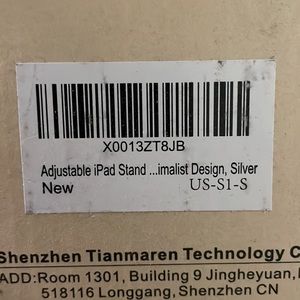 X0013ZT8JB
Adjustable iPad Stand ...imalist Design, Silver
New US-S1-S
Shenzhen Tianmaren Technology C
ADD:Room 1301, Building 9 Jingheyuan,
518116 Longgang, Shenzhen CN